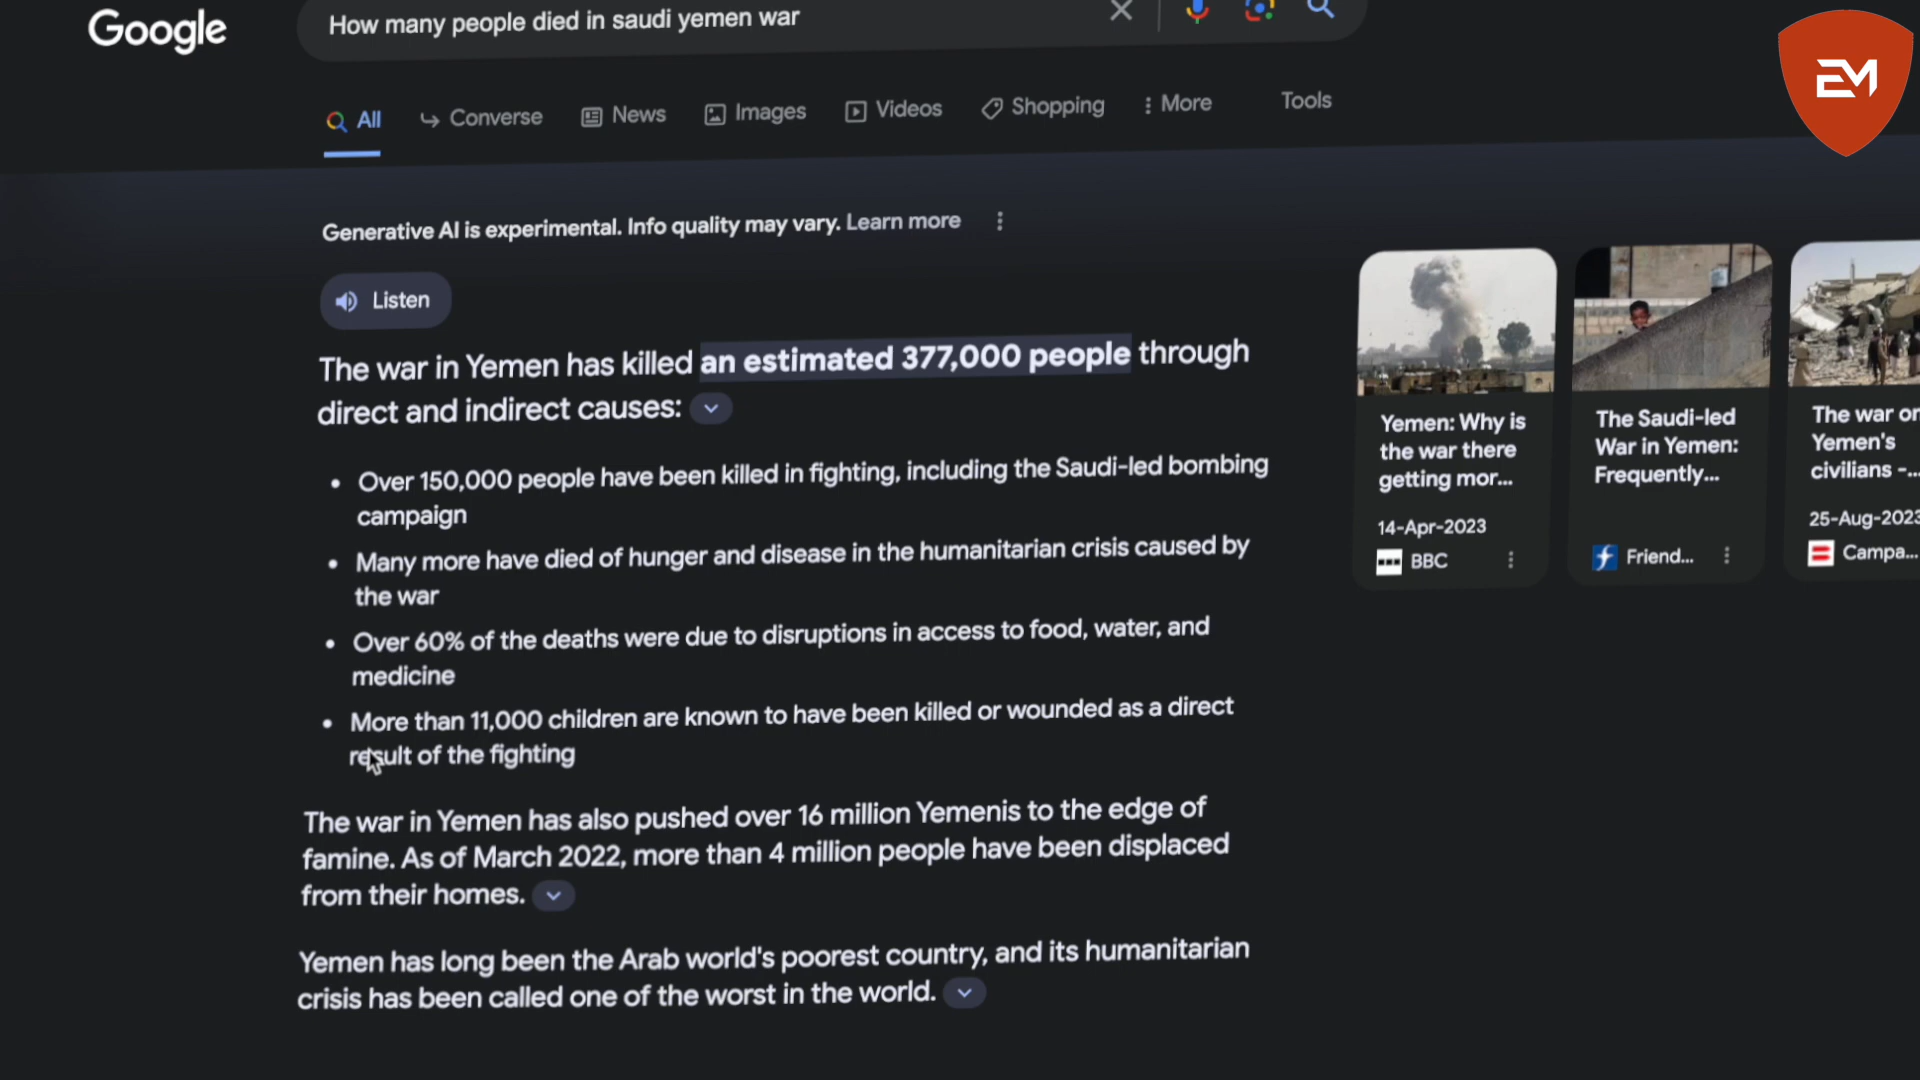 Google
How many people died in saudi yemen war
All
Converse
News
Images
Videos
Shopping
More
Tools
EM
Generative AI is experimental. Info quality may vary. Learn more
Listen
The war in Yemen has killed an estimated 377,000 people through
direct and indirect causes:
• Over 150,000 people have been killed in fighting, including the Saudi-led bombing
campaign
• Many more have died of hunger and disease in the humanitarian crisis caused by
the war
• Over 60% of the deaths were due to disruptions in access to food, water, and
medicine
• More than 11,000 children are known to have been killed or wounded as a direct
result of the fighting
The war in Yemen has also pushed over 16 million Yemenis to the edge of
famine. As of March 2022, more than 4 million people have been displaced
from their homes.
Yemen has long been the Arab world's poorest country, and its humanitarian
crisis has been called one of the worst in the world.
Yemen: Why is
the war there
getting mor...
14-Apr-2023
BBC
The Saudi-led
War in Yemen:
Frequently...
Friend...
The war on
Yemen's
civilians -...
25-Aug-2023
Campa...